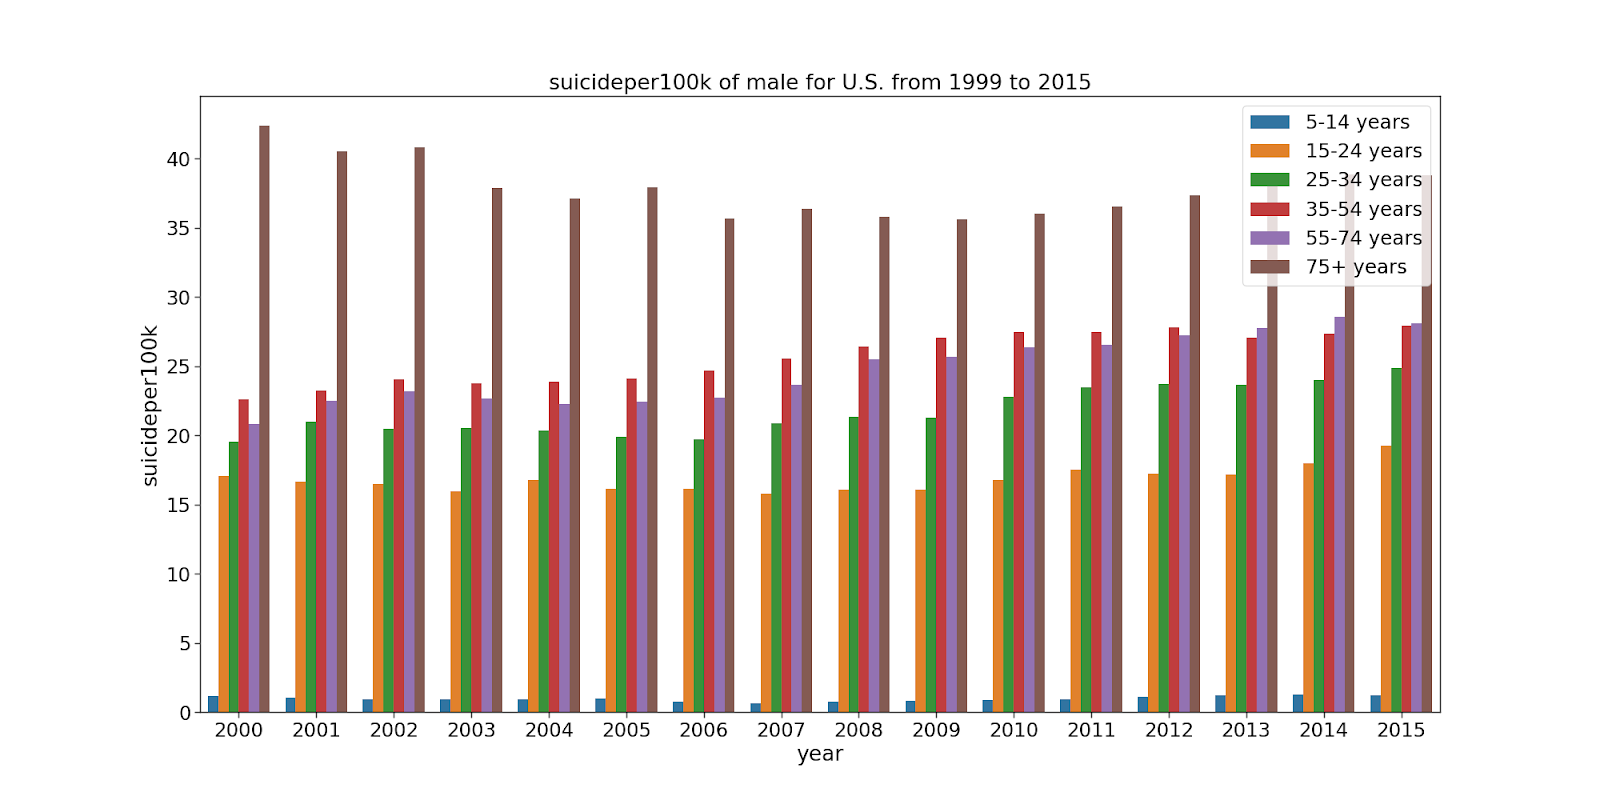 suicideper100k of male for U.S. from 1999 to 2015
5-14 years
15-24 years
25-34 years
35-54 years
55-74 years
75+ years
suicideper100k
40
35
30
25
20
15
10
5
0
2000 2001 2002 2003 2004 2005 2006 2007 2008 2009 2010 2011 2012 2013 2014 2015
year